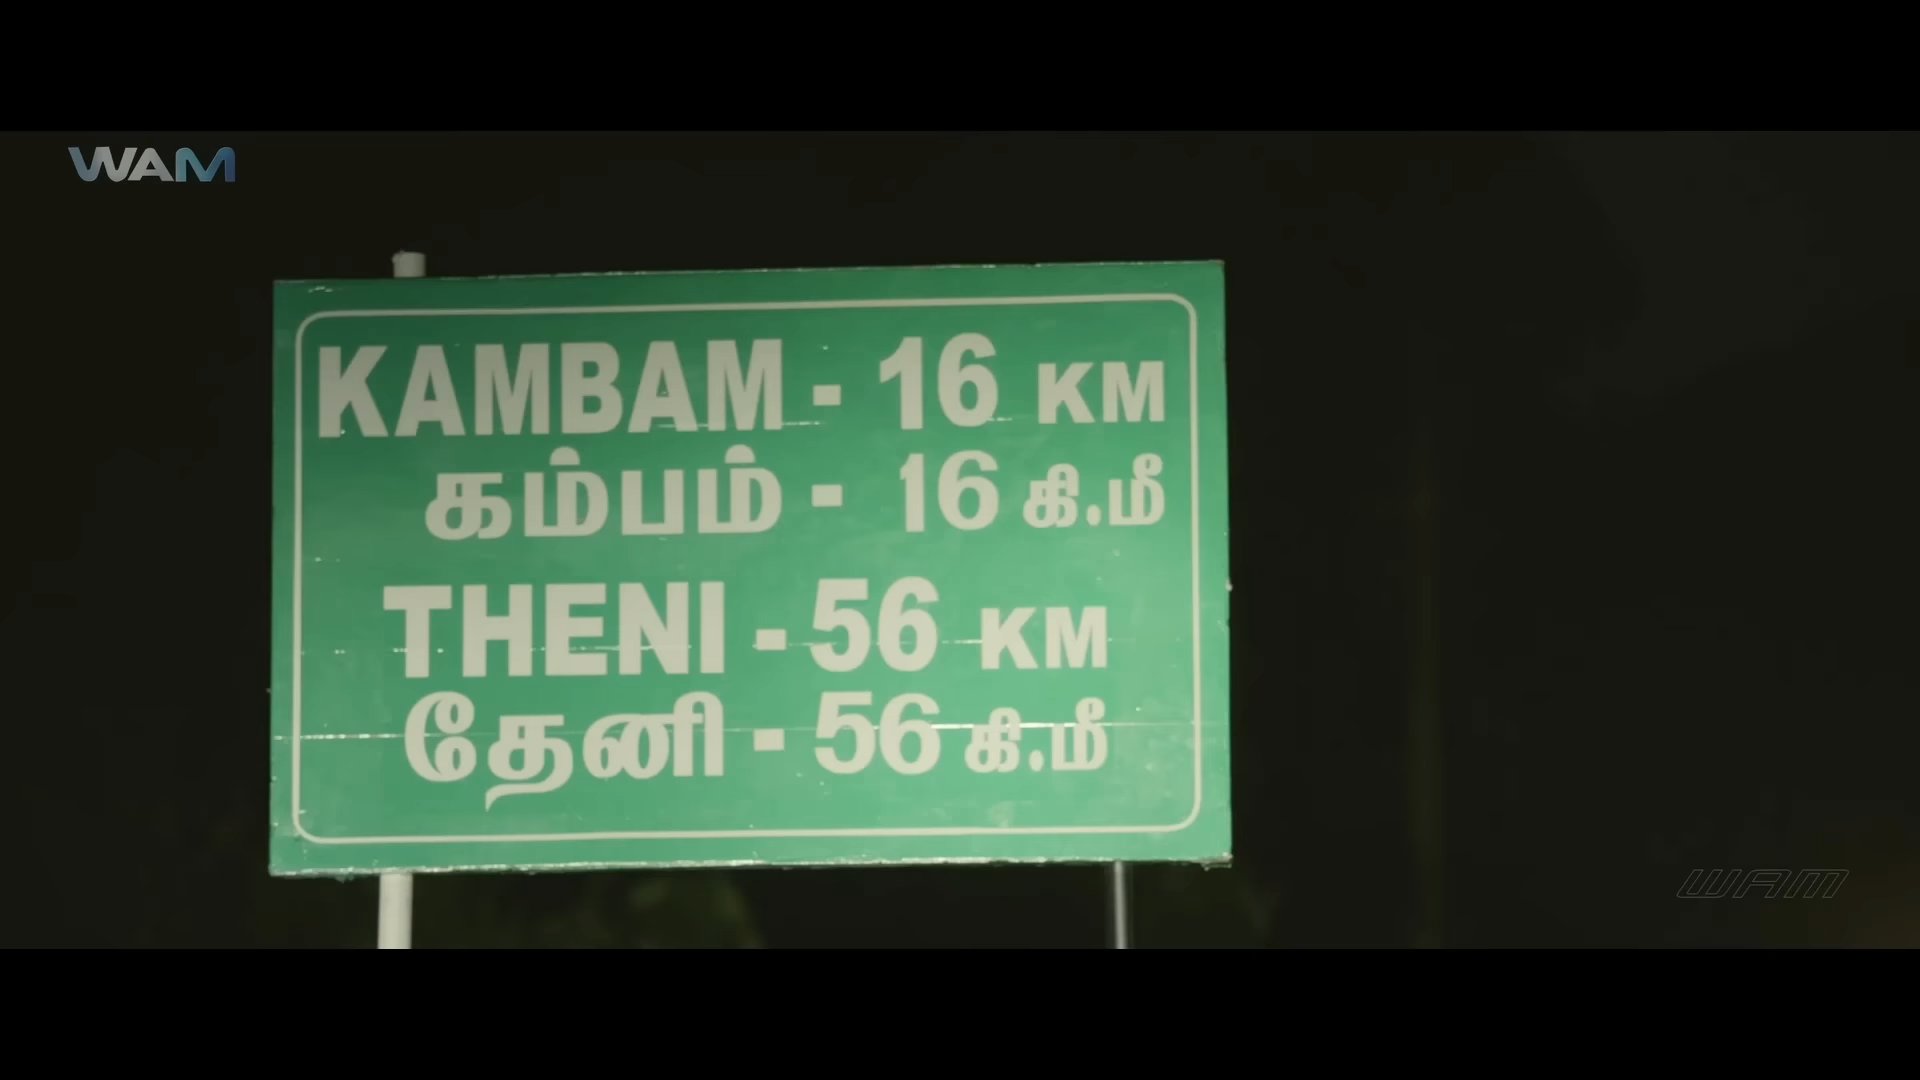 WAM
KAMBAM - 16 KM
கம்பம் - 16 கி.மீ
THENI - 56 KM
தேனி - 56 கி.மீ
WAM